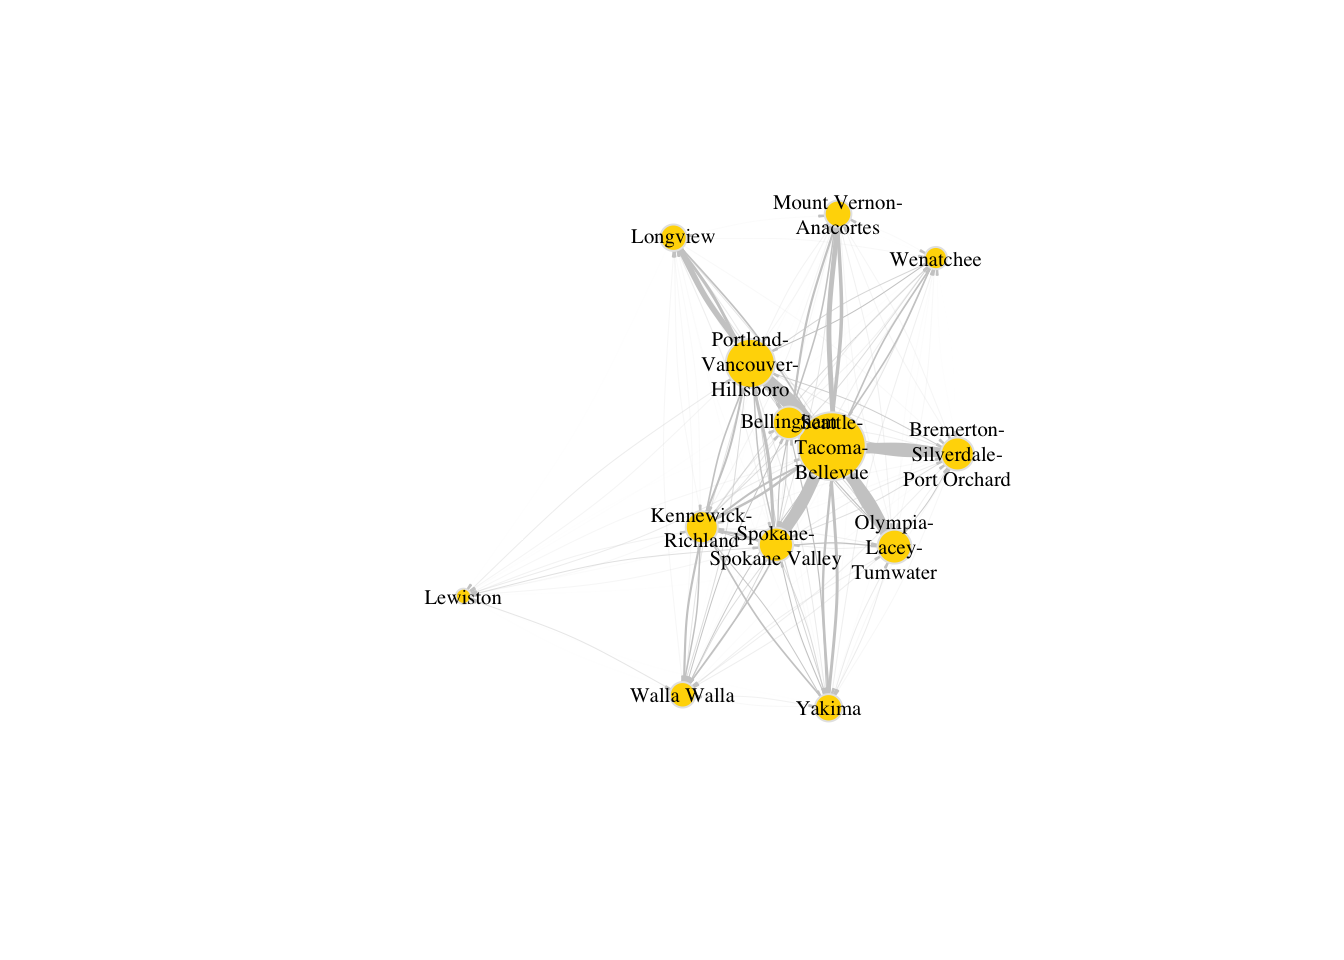 Mount Vernon-
Anacortes
Longview
Wenatchee
Portland-
Vancouver-
Hillsboro
Bellingham
Seattle-
Tacoma-
Bellevue
Bremerton-
Silverdale-
Port Orchard
Kennewick-
Richland
Spokane-
Spokane Valley
Olympia-
Lacey-
Tumwater
Lewiston
Walla Walla
Yakima